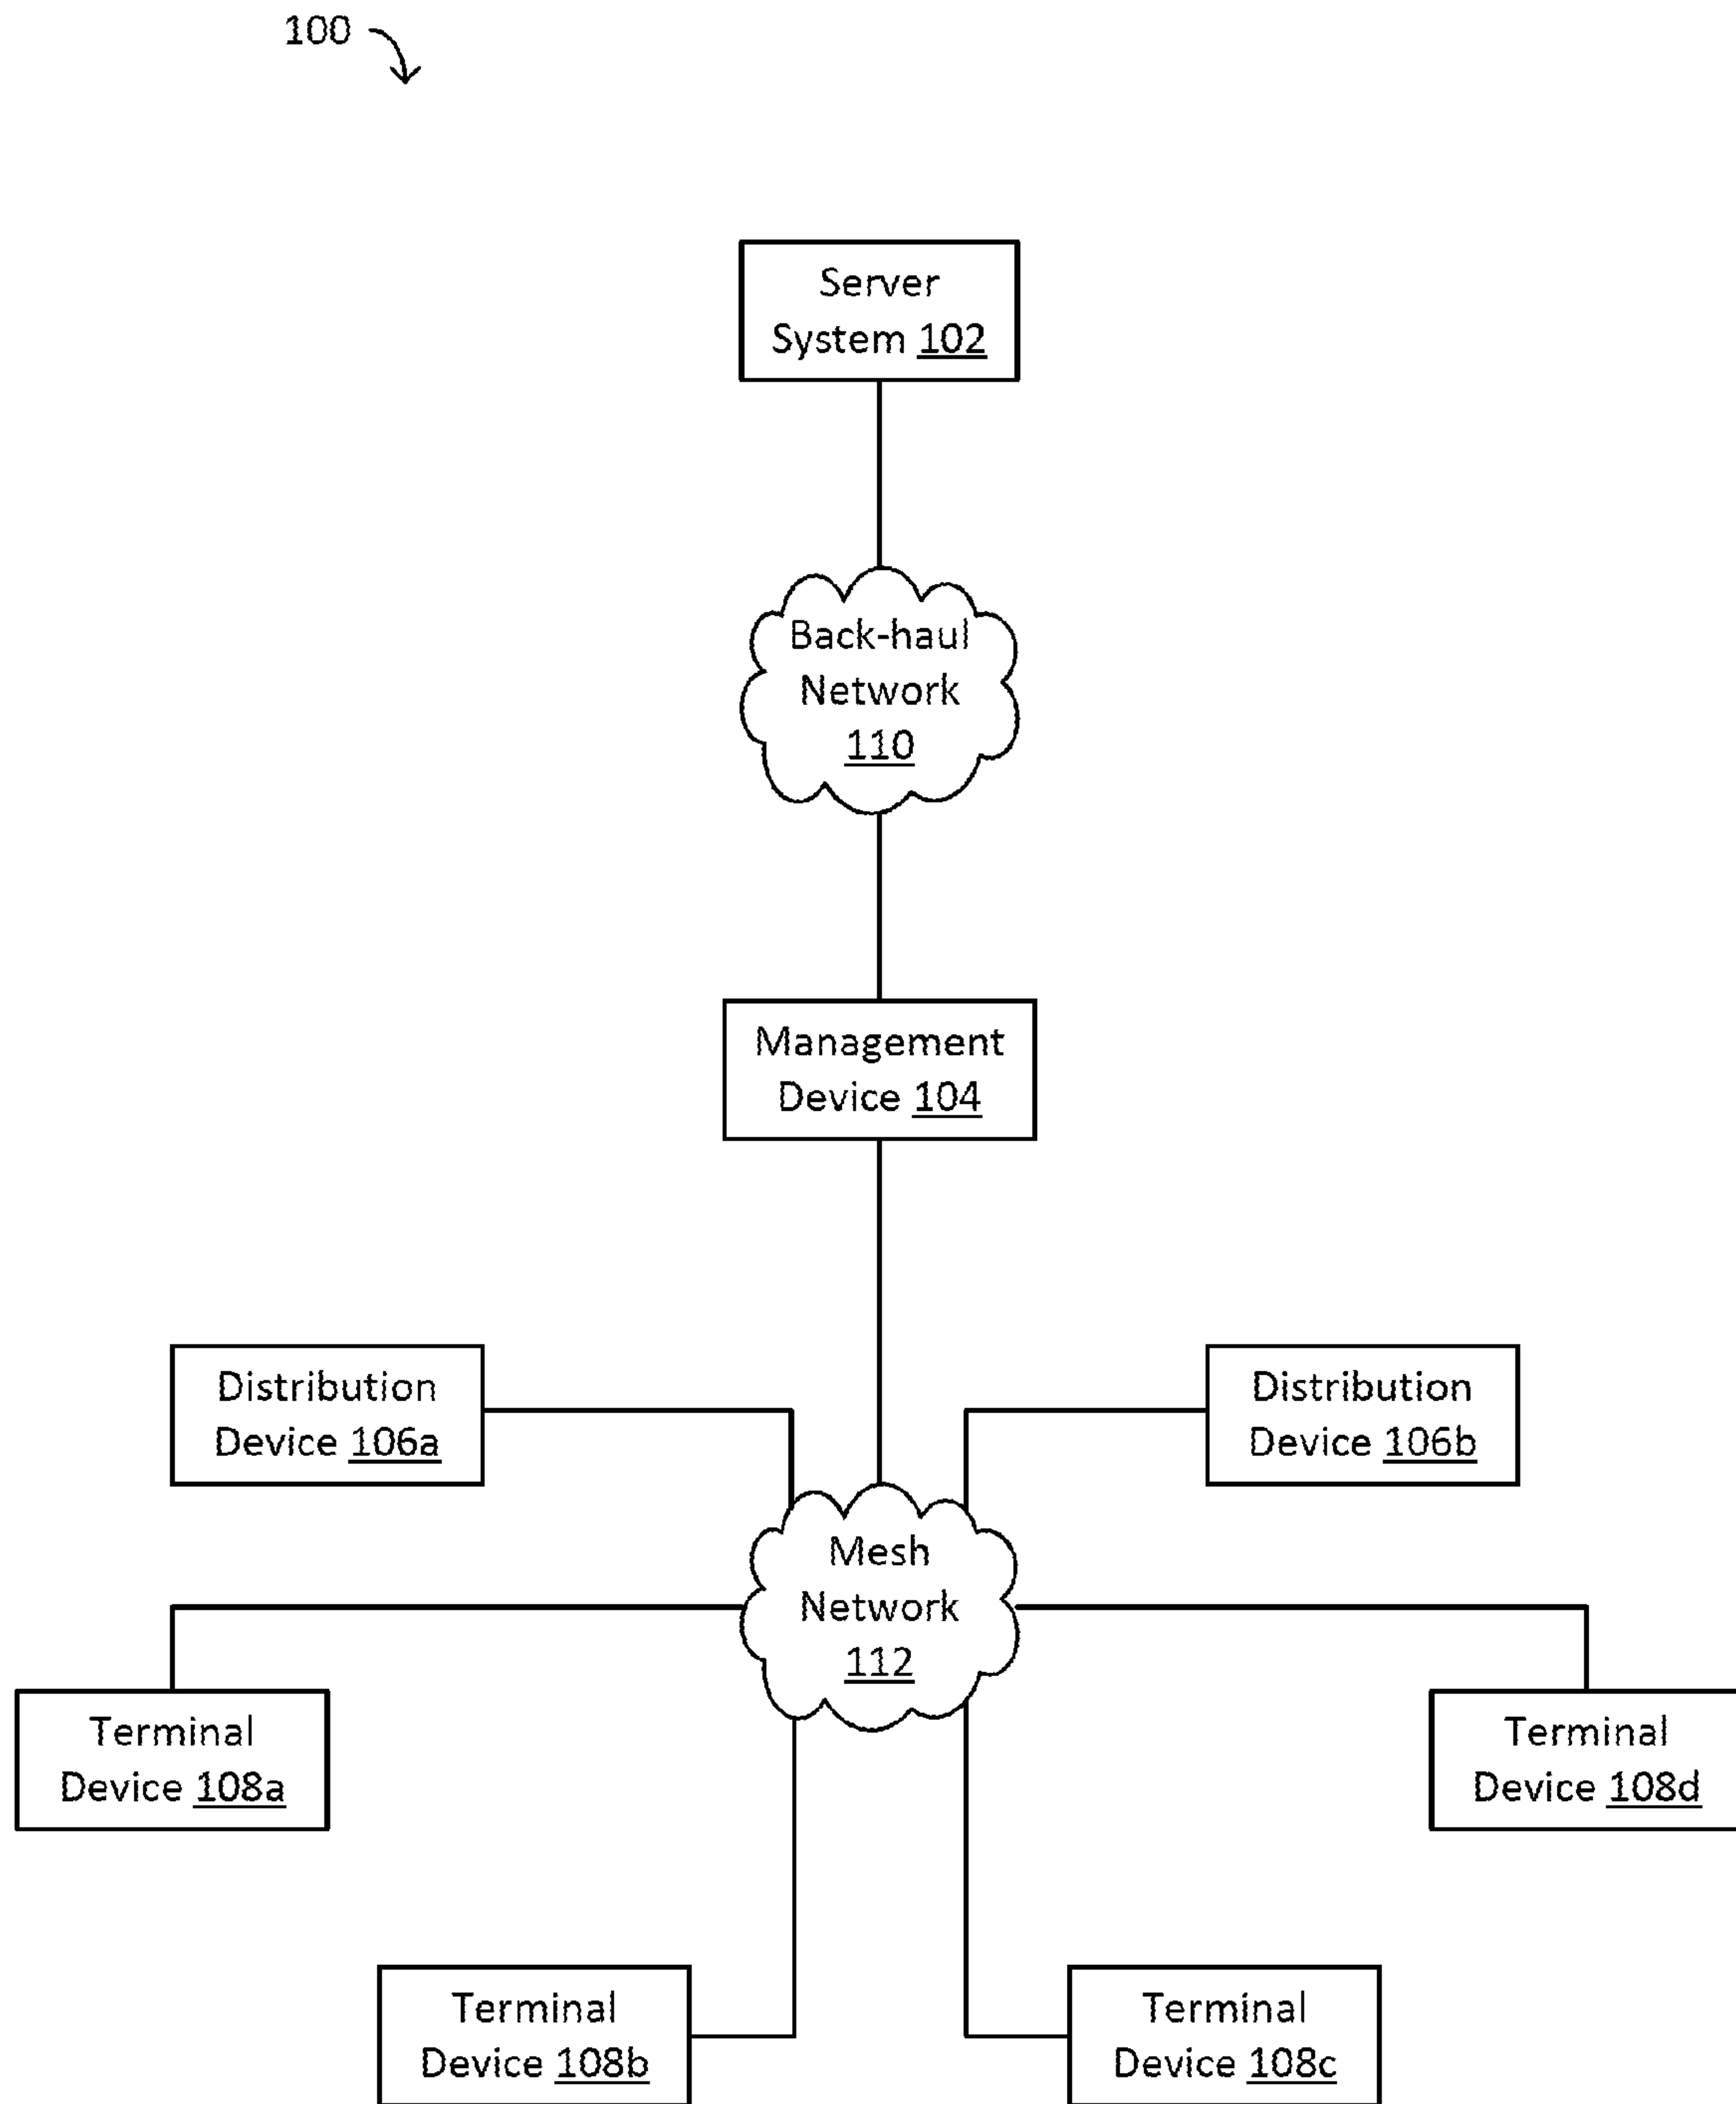 100
Server
System 102
Back-haul
Network
110
Management
Device 104
Distribution
Device 106a
Distribution
Device 106b
Mesh
Network
112
Terminal
Device 108a
Terminal
Device 108d
Terminal
Device 108b
Terminal
Device 108c